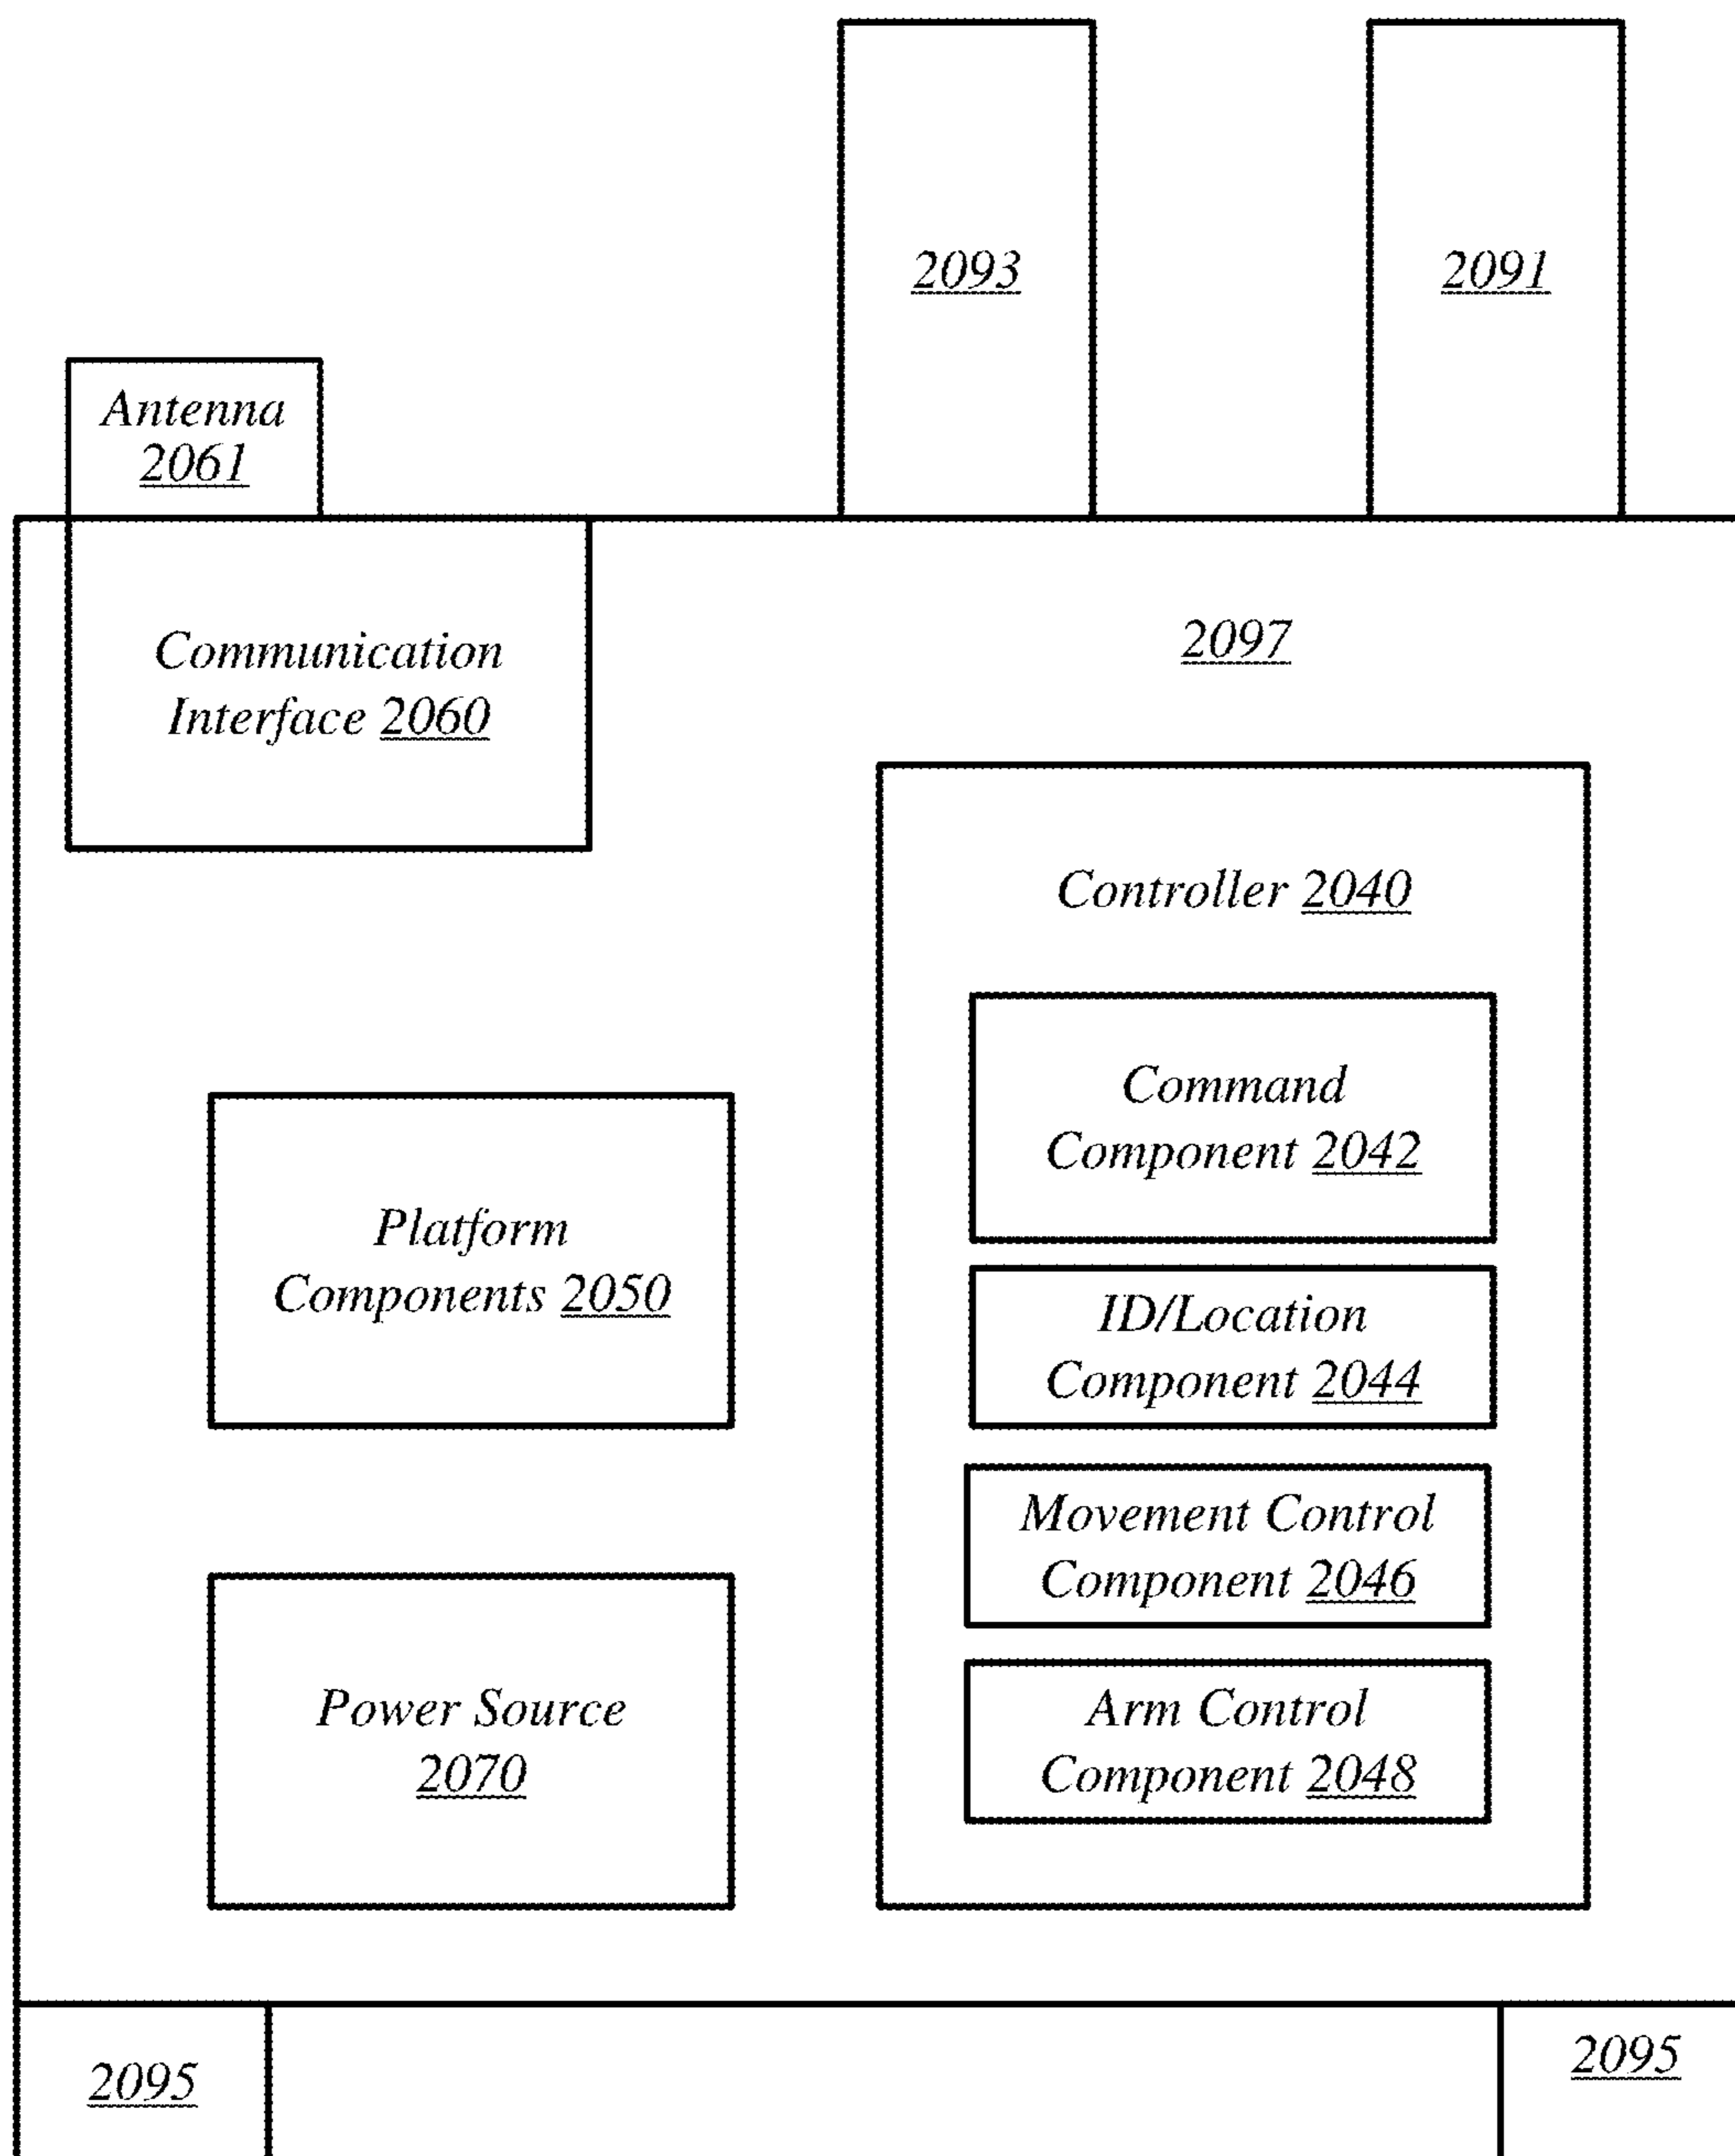 2093
2091
Antenna
2061
Communication
Interface 2060
2097
Controller 2040
Command
Component 2042
Platform
Components 2050
ID/Location
Component 2044
Movement Control
Component 2046
Power Source
2070
Arm Control
Component 2048
2095
2095